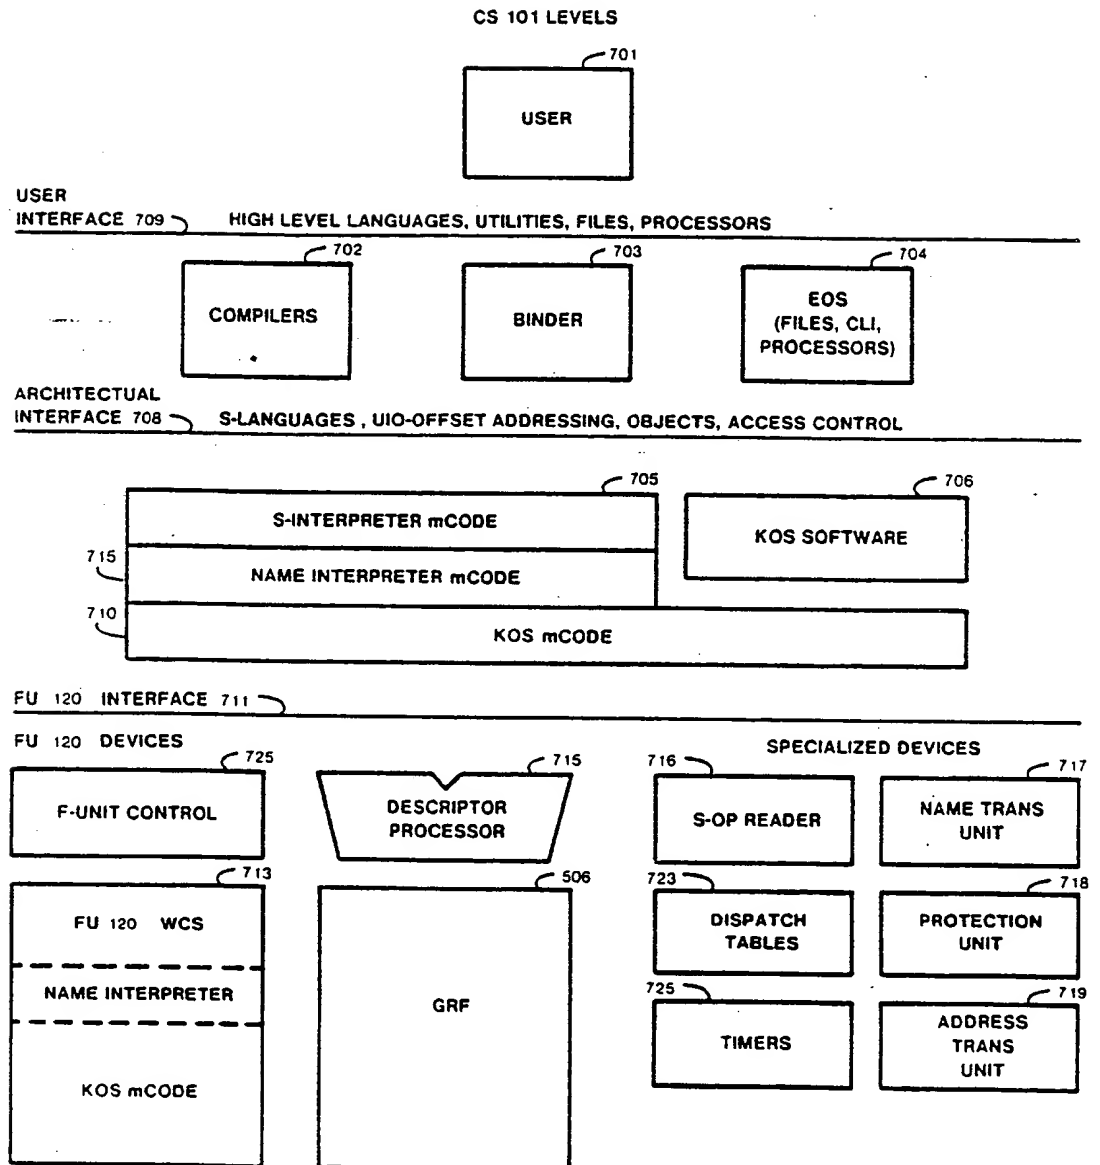 CS 101 LEVELS
701
USER
USER
INTERFACE 709
HIGH LEVEL LANGUAGES, UTILITIES, FILES, PROCESSORS
702
703
704
COMPILERS
BINDER
EOS
(FILES, CLI,
PROCESSORS)
ARCHITECTUAL
INTERFACE 708
S-LANGUAGES , UIO-OFFSET ADDRESSING, OBJECTS, ACCESS CONTROL
705
706
S-INTERPRETER mCODE
KOS SOFTWARE
715
NAME INTERPRETER mCODE
710
KOS mCODE
FU 120 INTERFACE 711
FU 120 DEVICES
SPECIALIZED DEVICES
725
715
716
717
F-UNIT CONTROL
DESCRIPTOR
PROCESSOR
S-OP READER
NAME TRANS
UNIT
713
506
723
718
FU 120 WCS
DISPATCH
TABLES
PROTECTION
UNIT
NAME INTERPRETER
GRF
725
719
TIMERS
ADDRESS
TRANS
UNIT
KOS mCODE